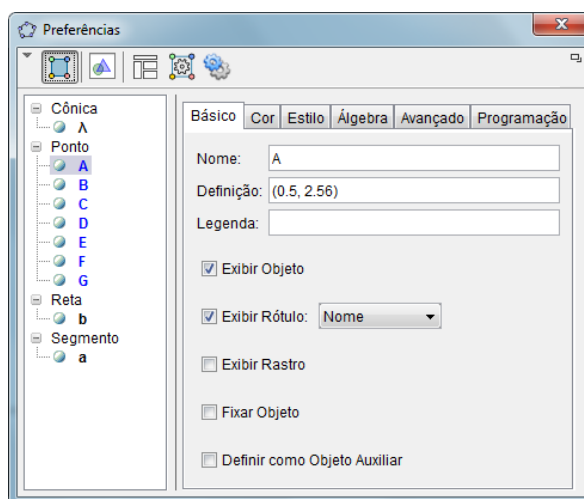 Preferências
Cônica
λ
Ponto
A
B
C
D
E
F
G
Reta
b
Segmento
a
Básico Cor Estilo Álgebra Avançado Programação
Nome: A
Definição: (0.5, 2.56)
Legenda:
Exibir Objeto
Exibir Rótulo: Nome
Exibir Rastro
Fixar Objeto
Definir como Objeto Auxiliar